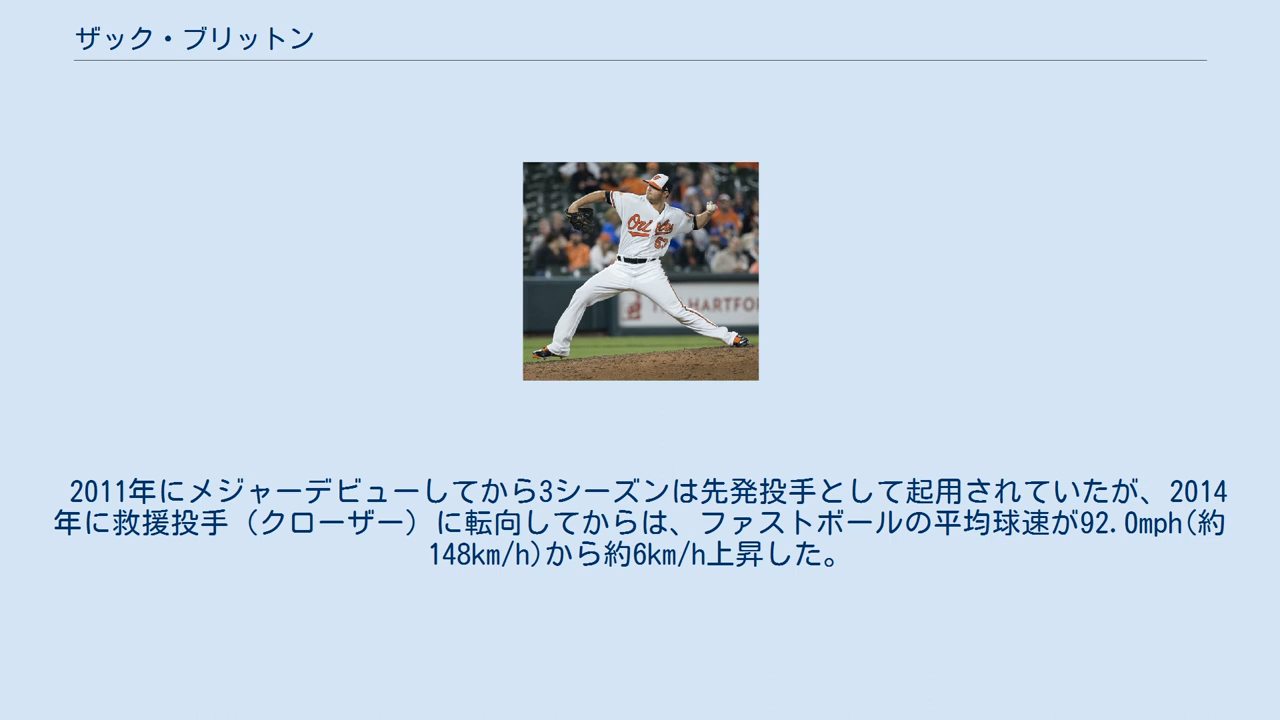 ザック・ブリットン
2011年にメジャーデビューしてから3シーズンは先発投手として起用されていたが、2014
年に救援投手（クローザー）に転向してからは、ファストボールの平均球速が92.0mph(約
148km/h)から約6km/h上昇した。